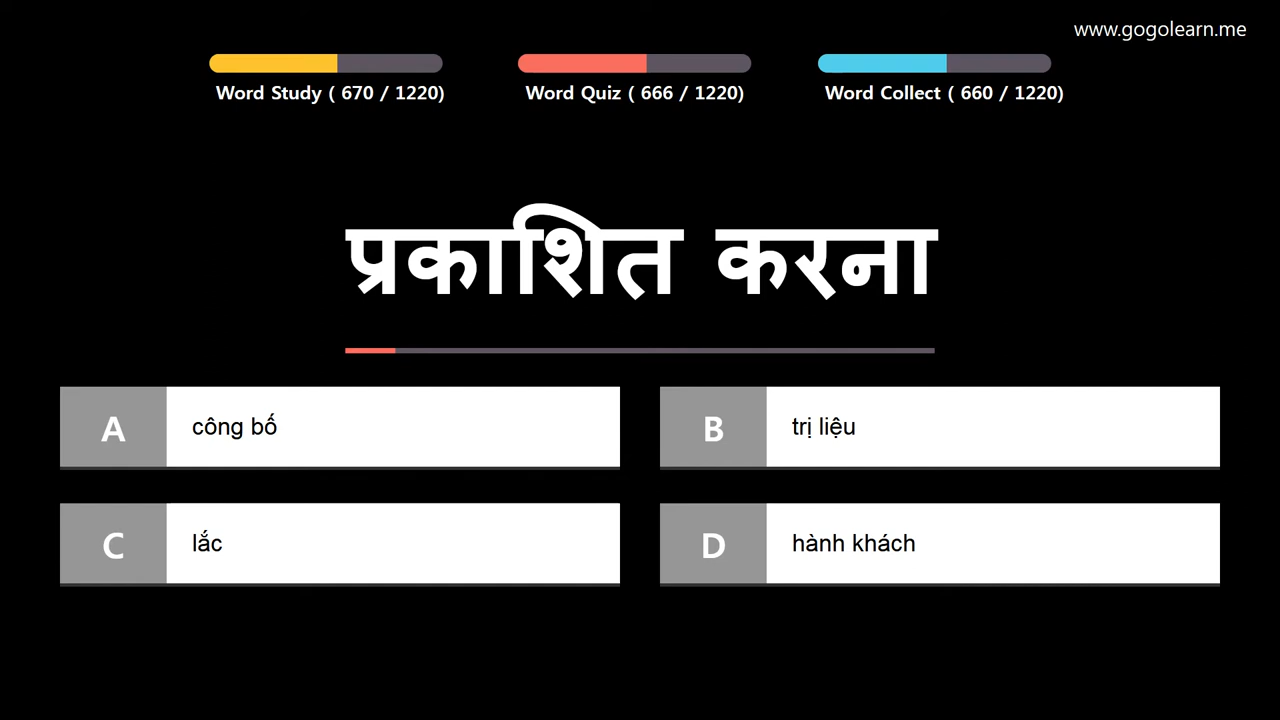 www.gogolearn.me
Word Study ( 670 / 1220)
Word Quiz ( 666 / 1220)
Word Collect ( 660 / 1220)
प्रकाशित करना
A công bố
B trị liệu
C lắc
D hành khách